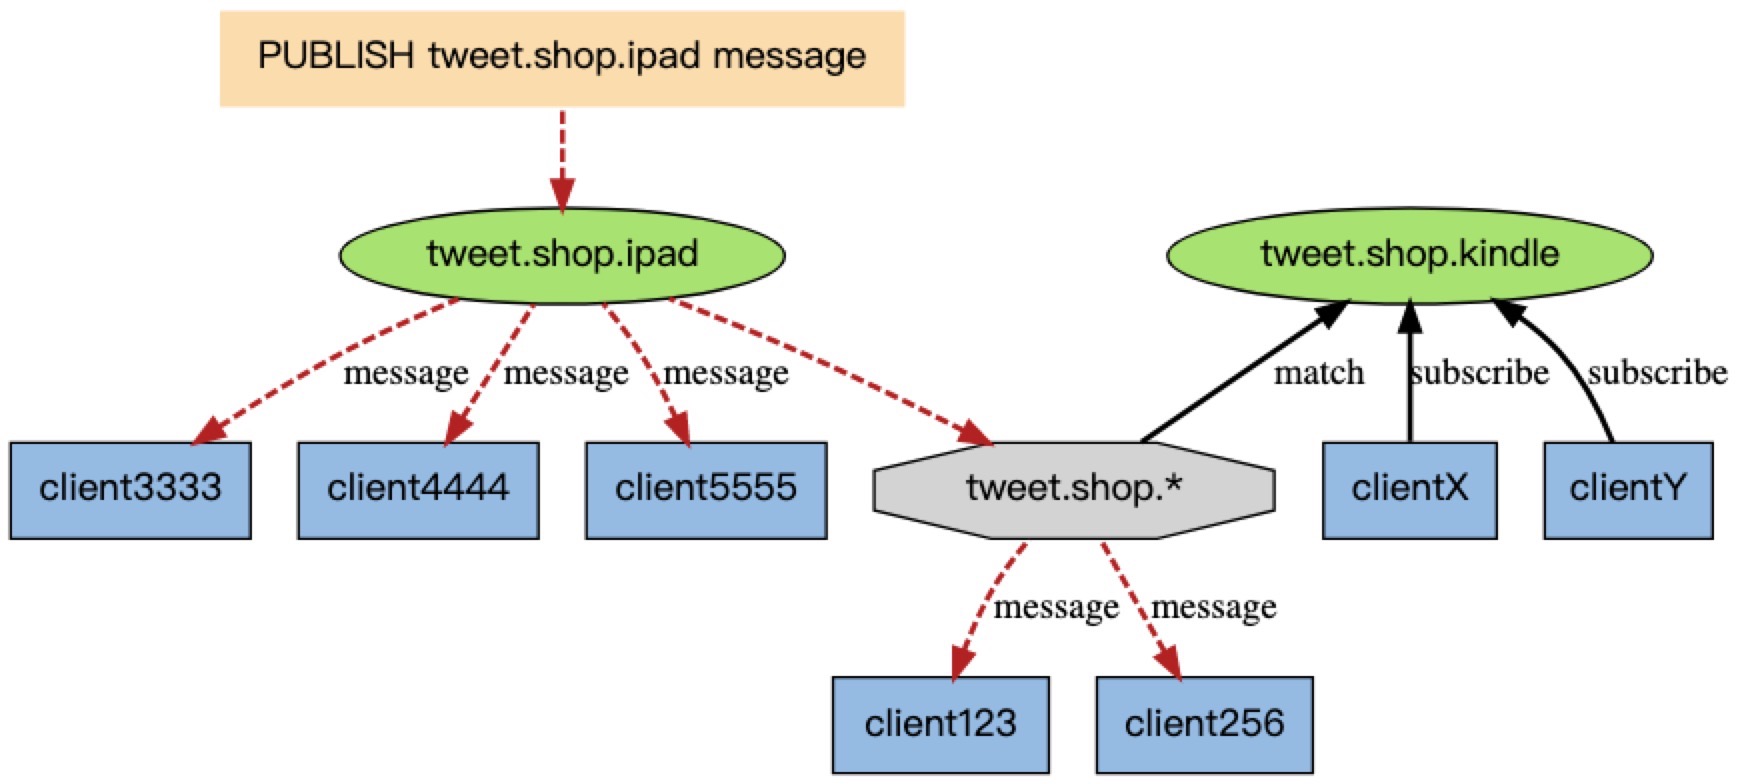 PUBLISH tweet.shop.ipad message
tweet.shop.ipad
tweet.shop.kindle
message
message
message
match
subscribe
subscribe
client3333
client4444
client5555
tweet.shop.*
clientX
clientY
message
message
client123
client256